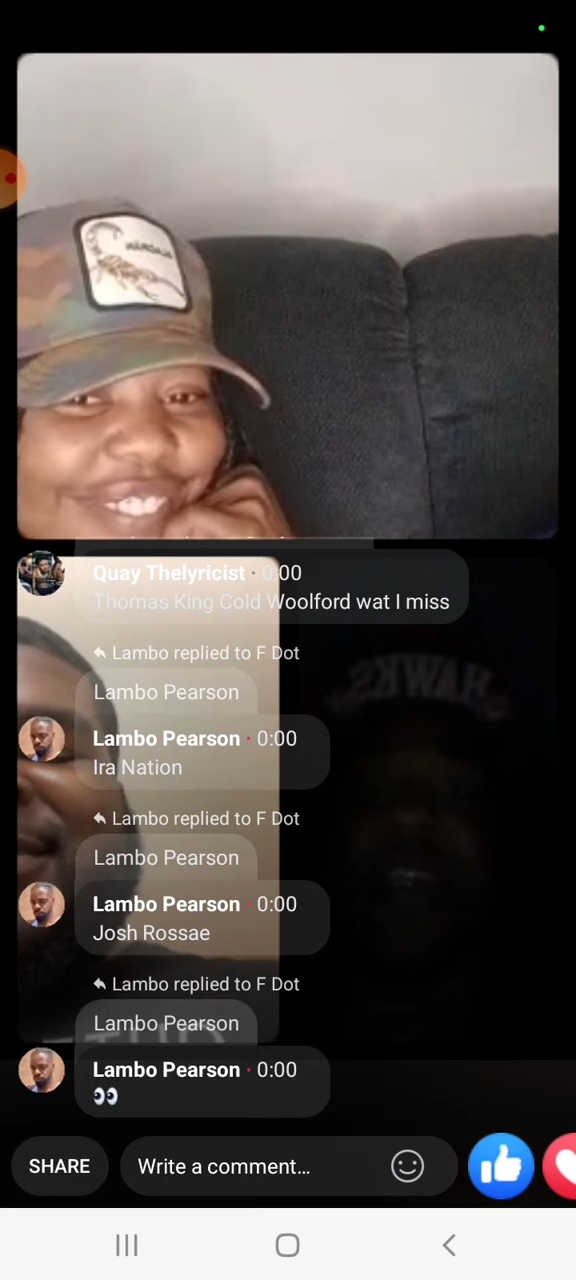 Quay Thelyricist · 0:00
Thomas King Cold Woolford wat I miss
Lambo replied to F Dot
Lambo Pearson
Lambo Pearson · 0:00
Ira Nation
Lambo replied to F Dot
Lambo Pearson
Lambo Pearson · 0:00
Josh Rossae
Lambo replied to F Dot
Lambo Pearson
Lambo Pearson · 0:00
👀
SHARE
Write a comment...